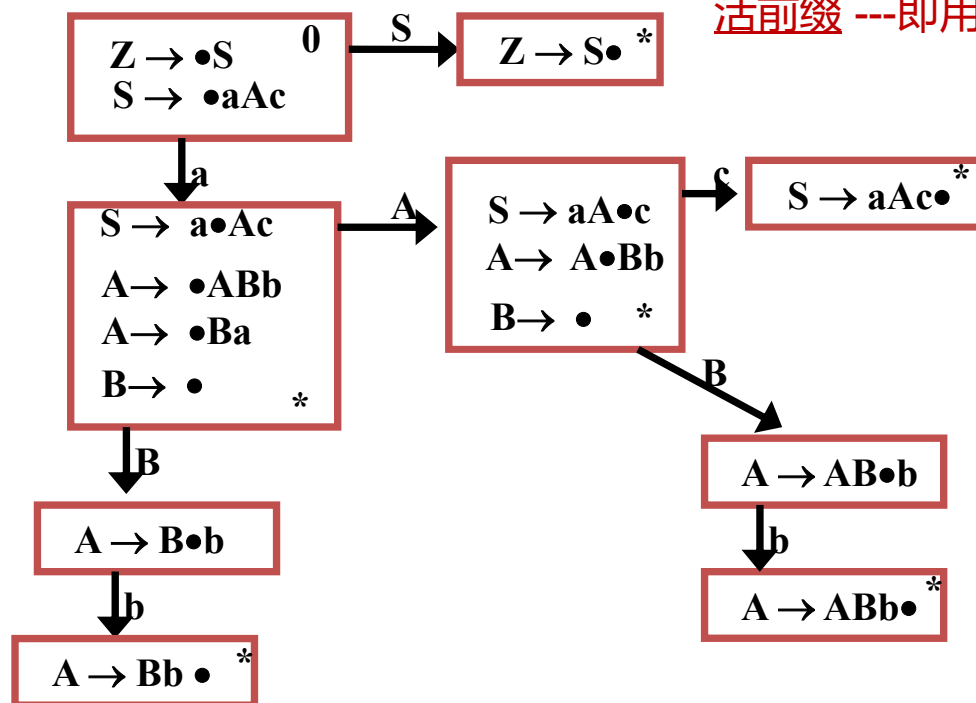 活前缀 ---即用
0
Z → •S
S → •aAc
S
Z → S• *
a
S → a•Ac
A→ •ABb
A→ •Ba
B→ •
*
A
S → aA•c
A→ A•Bb
B→ • *
c
S → aAc• *
B
A → B•b
b
A → Bb • *
B
A → AB•b
b
A → ABb• *